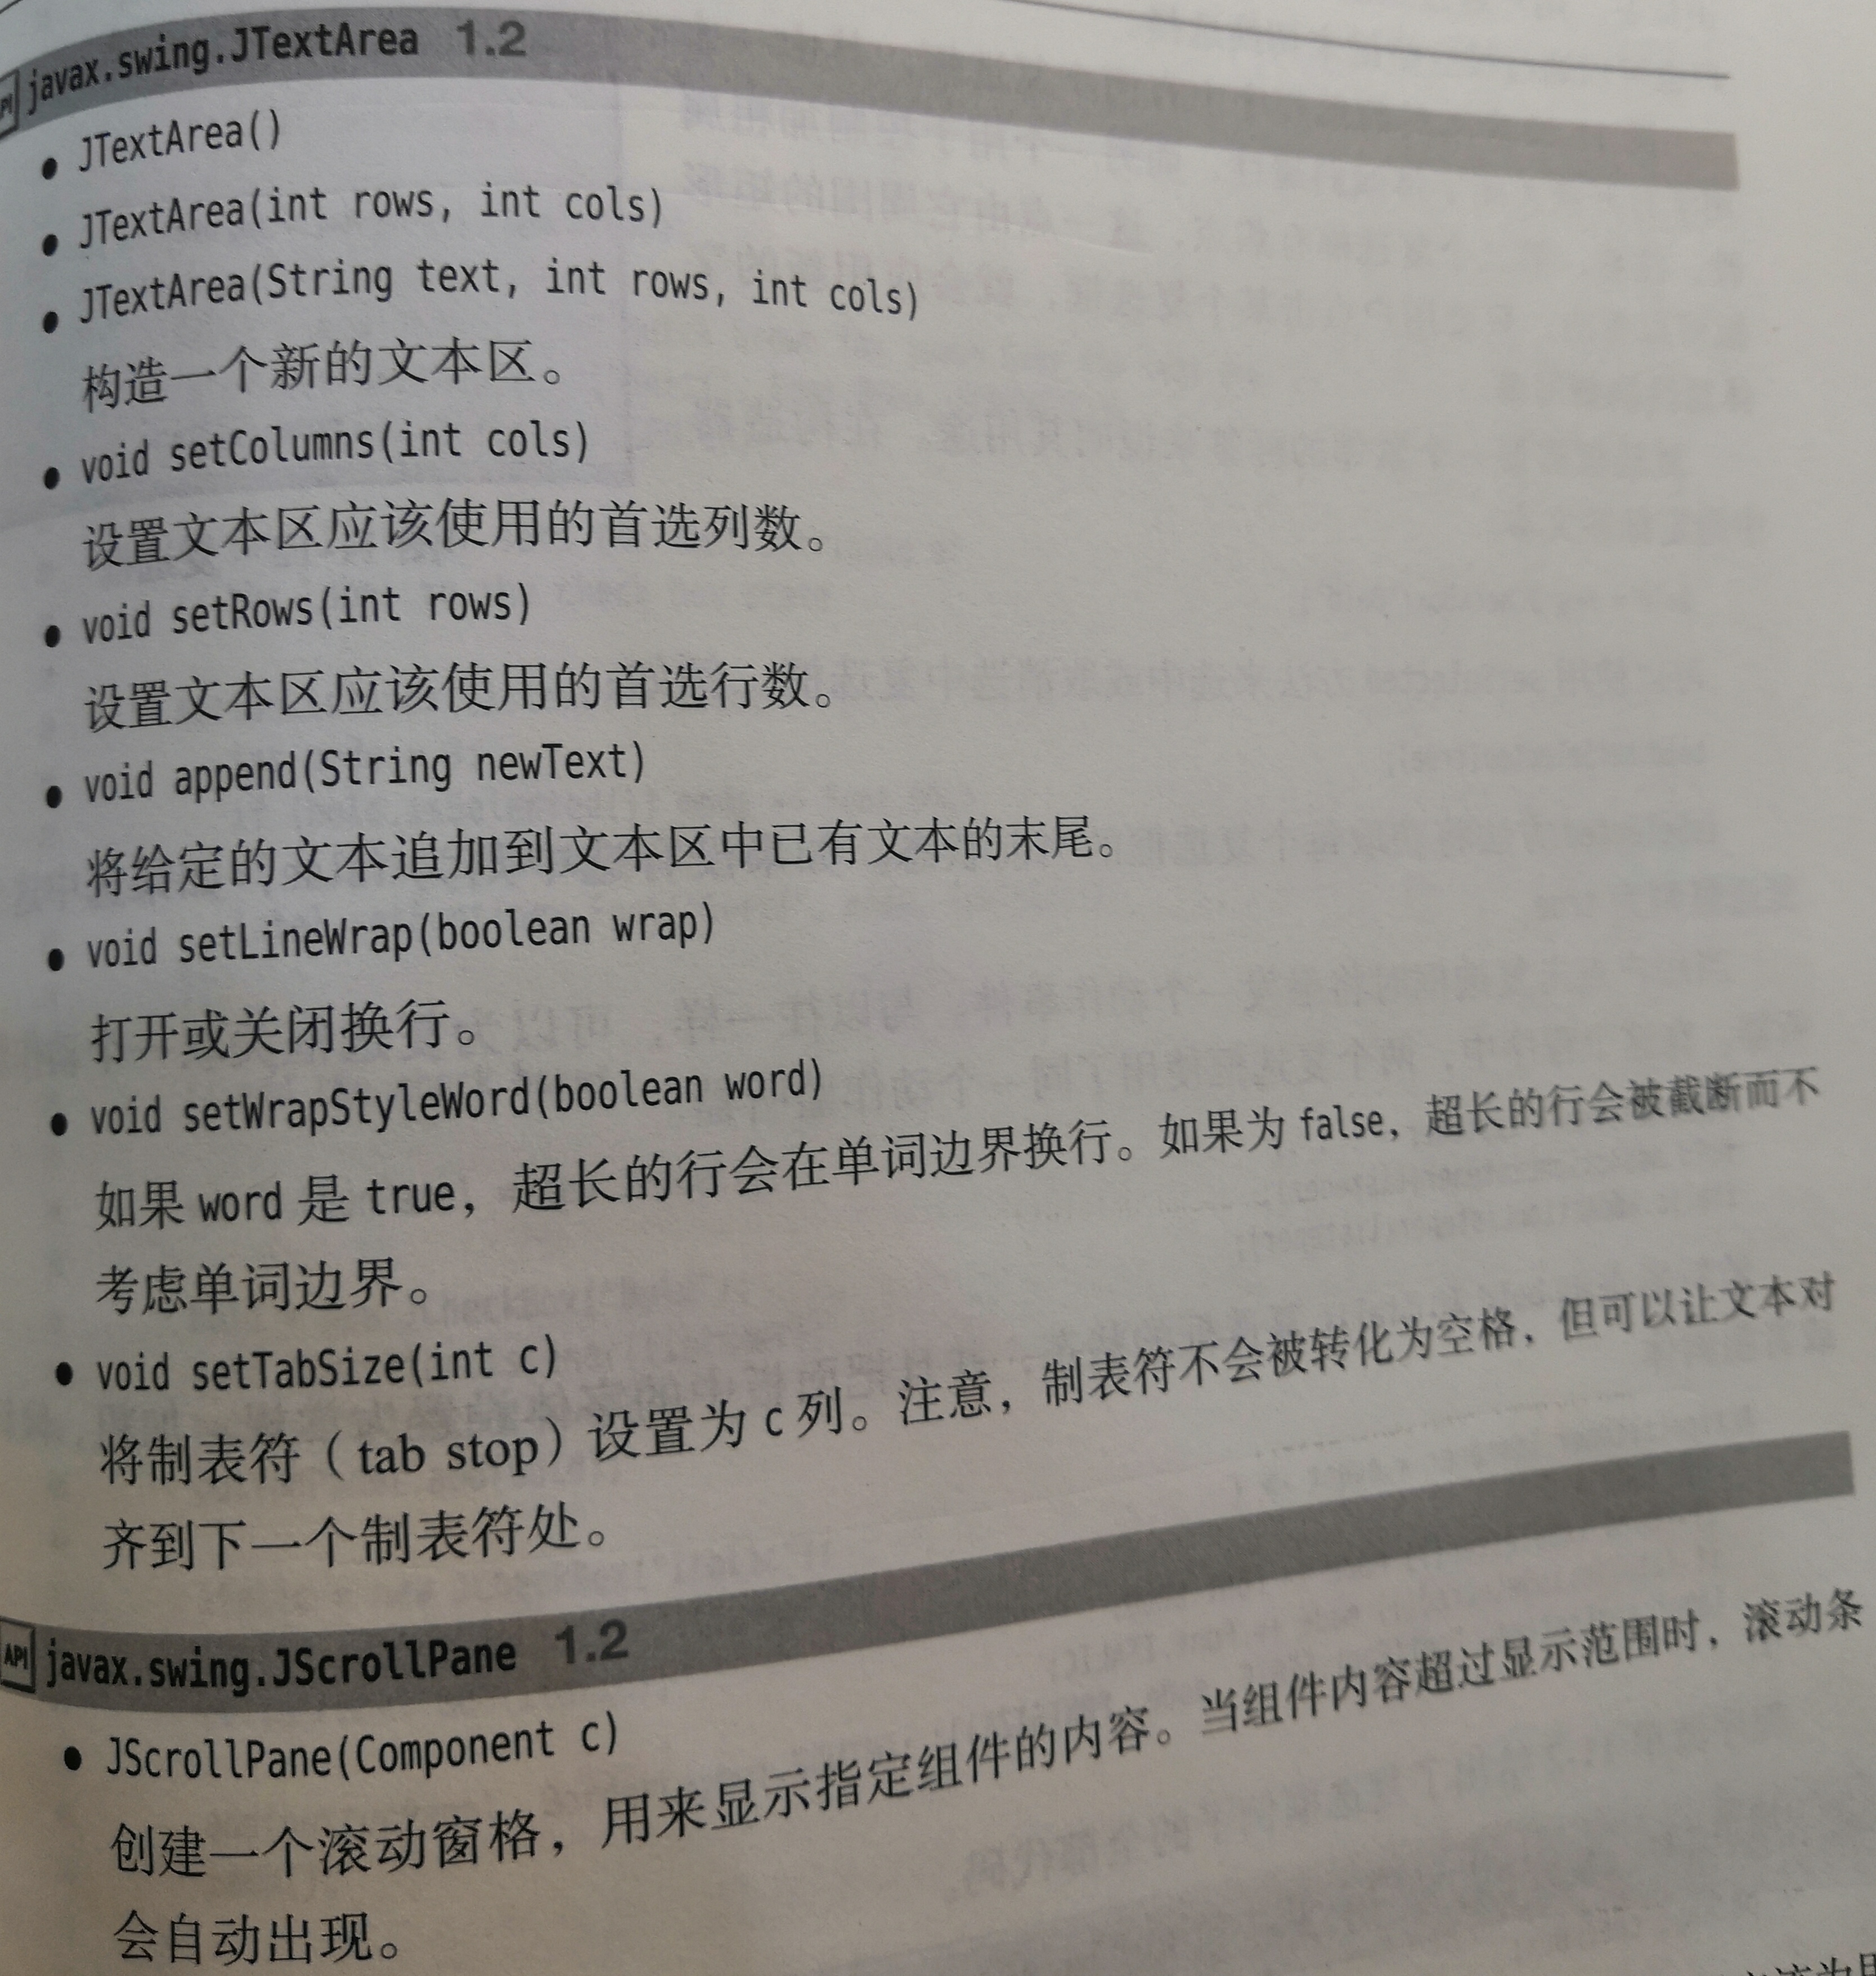 API javax.swing.JTextArea 1.2
• JTextArea()
• JTextArea(int rows, int cols)
• JTextArea(String text, int rows, int cols)
构造一个新的文本区。
• void setColumns(int cols)
设置文本区应该使用的首选列数。
• void setRows(int rows)
设置文本区应该使用的首选行数。
• void append(String newText)
将给定的文本追加到文本区中已有文本的末尾。
• void setLineWrap(boolean wrap)
打开或关闭换行。
• void setWrapStyleWord(boolean word)
如果 word 是 true，超长的行会在单词边界换行。如果为 false，超长的行会被截断而不
考虑单词边界。
• void setTabSize(int c)
将制表符（tab stop）设置为 c 列。注意，制表符不会被转化为空格，但可以让文本对
齐到下一个制表符处。
API javax.swing.JScrollPane 1.2
• JScrollPane(Component c)
创建一个滚动窗格，用来显示指定组件的内容。当组件内容超过显示范围时，滚动条
会自动出现。